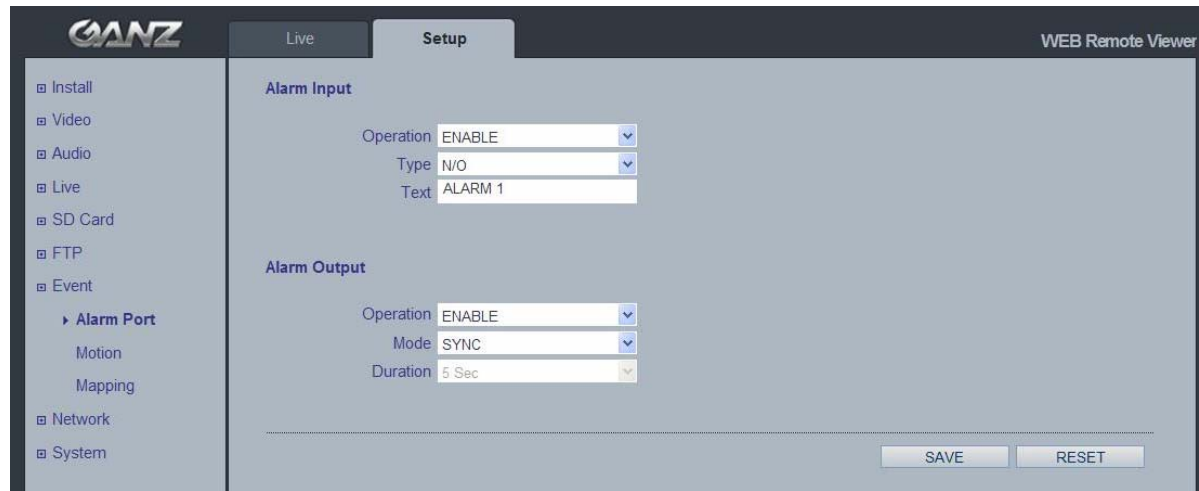 GANZ
Live
Setup
WEB Remote Viewer
Install
Video
Audio
Live
SD Card
FTP
Event
Alarm Port
Motion
Mapping
Network
System
Alarm Input
Operation ENABLE
Type N/O
Text ALARM 1
Alarm Output
Operation ENABLE
Mode SYNC
Duration 5 Sec
SAVE
RESET